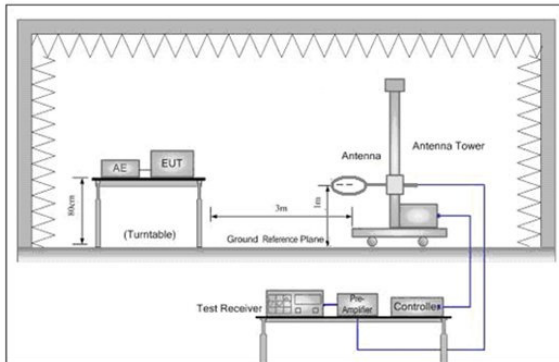 AE
EUT
80cm
(Turntable)
3m
Antenna
Antenna Tower
1m
Ground Reference Plane
Test Receiver
Pre-
Amplifier
Controller